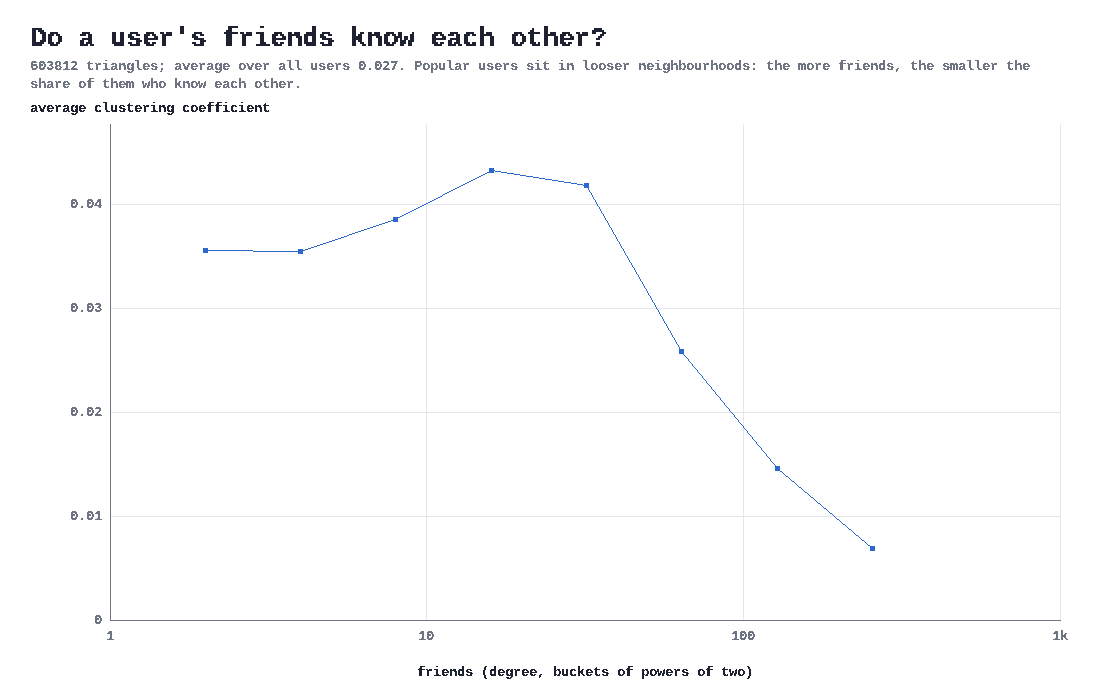 Do a user's friends know each other?
603812 triangles; average over all users 0.027. Popular users sit in looser neighbourhoods: the more friends, the smaller the
share of them who know each other.
average clustering coefficient
0.04
0.03
0.02
0.01
0
1
10
100
1k
friends (degree, buckets of powers of two)